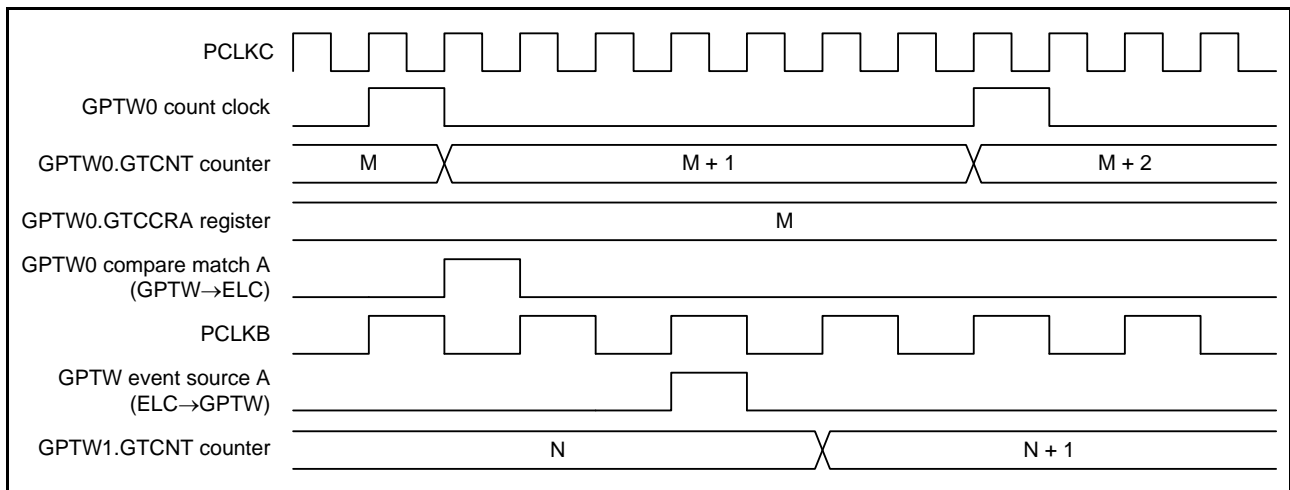 PCLKC
GPTW0 count clock
GPTW0.GTCNT counter
M
M + 1
M + 2
GPTW0.GTCCRA register
M
GPTW0 compare match A
(GPTW→ELC)
PCLKB
GPTW event source A
(ELC→GPTW)
GPTW1.GTCNT counter
N
N + 1